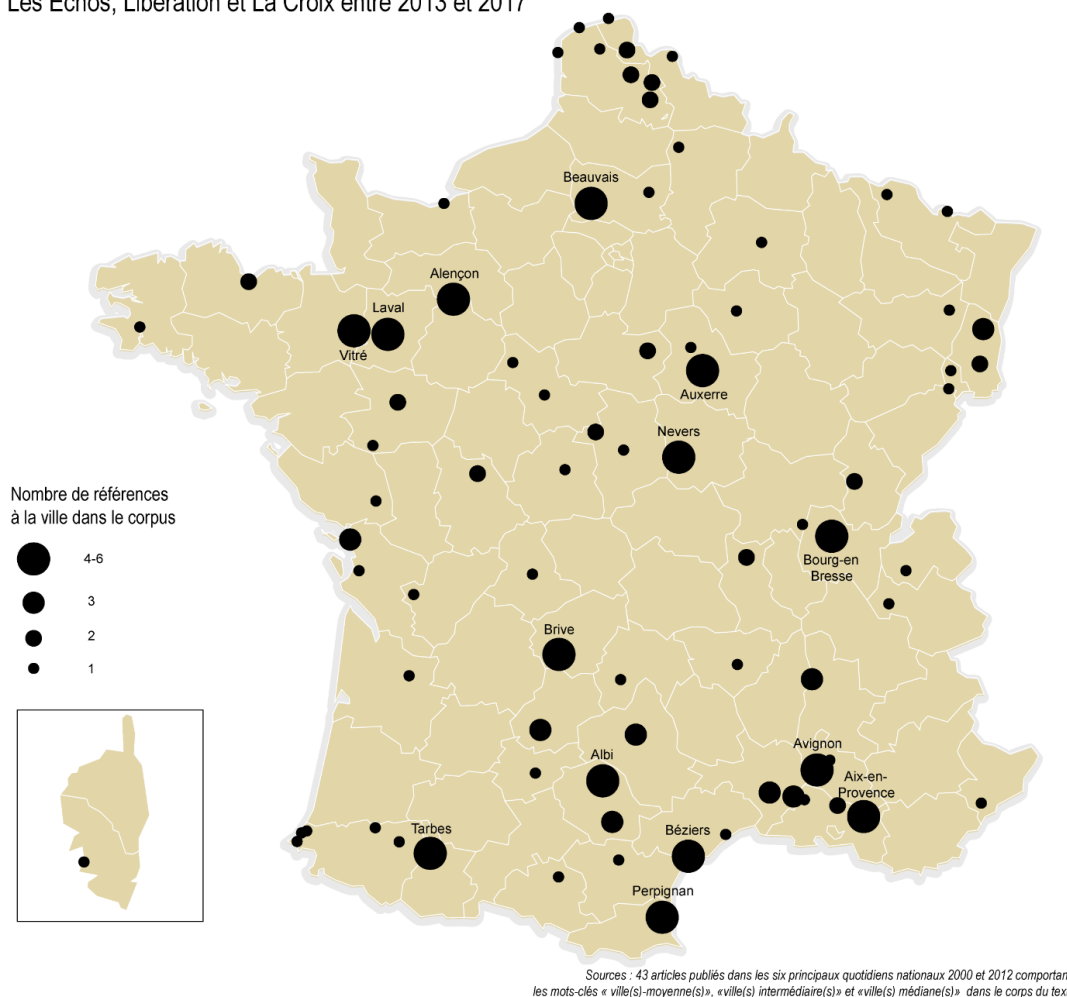 Les Echos, Libération et La Croix entre 2013 et 2017
Beauvais
Alençon
Laval
Vitré
Auxerre
Nevers
Nombre de références
à la ville dans le corpus
4-6
3
2
1
Bourg-en
Bresse
Brive
Avignon
Albi
Aix-en-
Provence
Tarbes
Béziers
Perpignan
Sources : 43 articles publiés dans les six principaux quotidiens nationaux 2000 et 2012 comportan
les mots-clés « ville(s)-moyenne(s)», «ville(s) intermédiaire(s)» et «ville(s) médiane(s)» dans le corps du tex